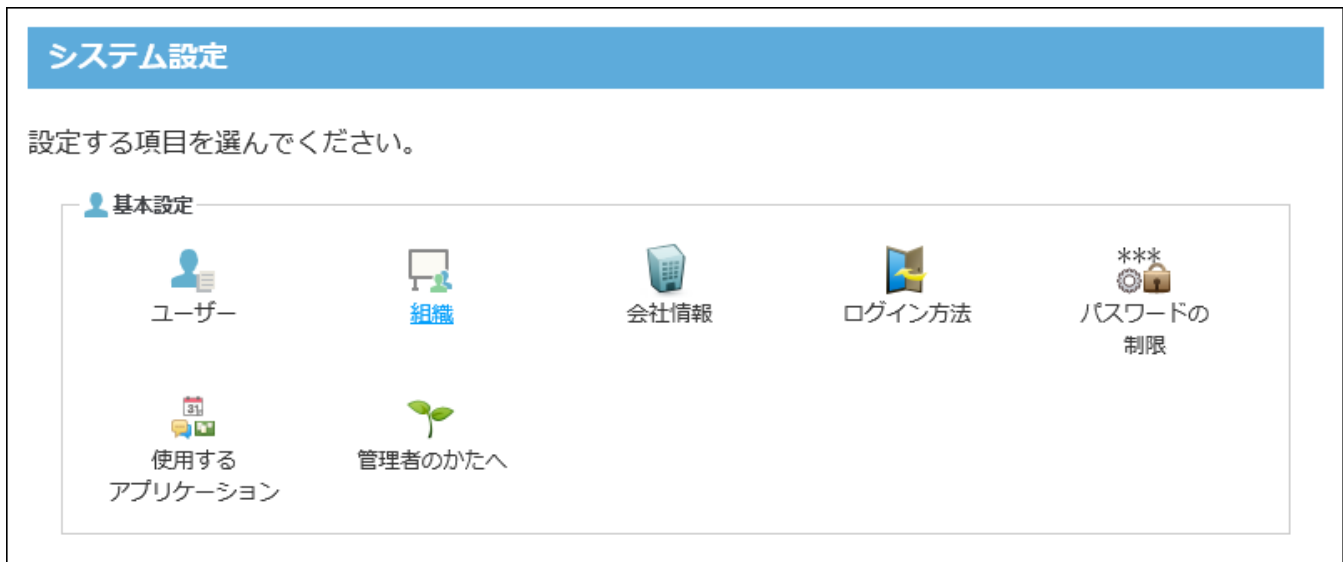 システム設定
設定する項目を選んでください。
基本設定
ユーザー
組織
会社情報
ログイン方法
***
パスワードの
制限
31
使用する
アプリケーション
管理者のかたへ